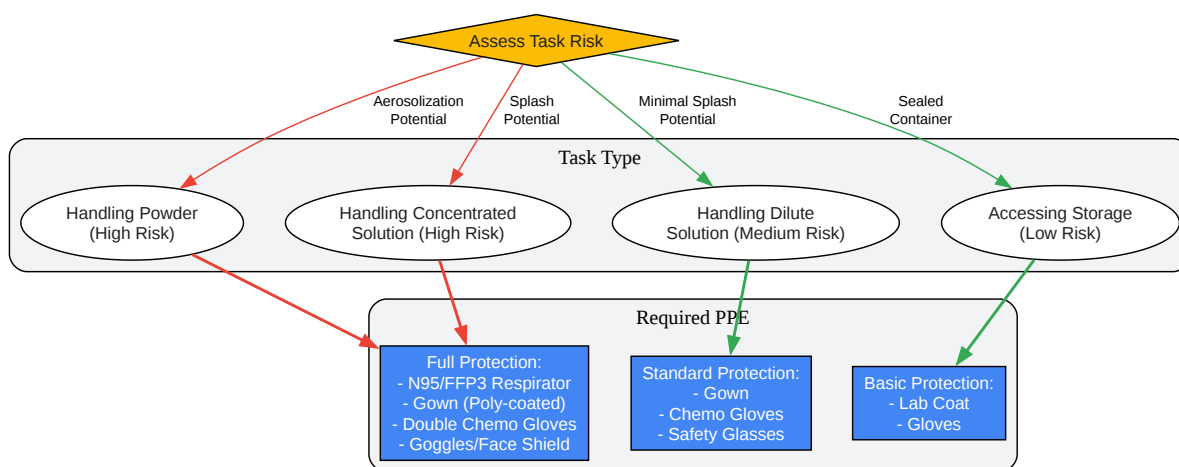 Assess Task Risk
Aerosolization
Potential
Splash
Potential
Minimal Splash
Potential
Sealed
Container
Task Type
Handling Powder
(High Risk)
Handling Concentrated
Solution (High Risk)
Handling Dilute
Solution (Medium Risk)
Accessing Storage
(Low Risk)
Required PPE
Full Protection:
- N95/FFP3 Respirator
- Gown (Poly-coated)
- Double Chemo Gloves
- Goggles/Face Shield
Standard Protection:
- Gown
- Chemo Gloves
- Safety Glasses
Basic Protection:
- Lab Coat
- Gloves